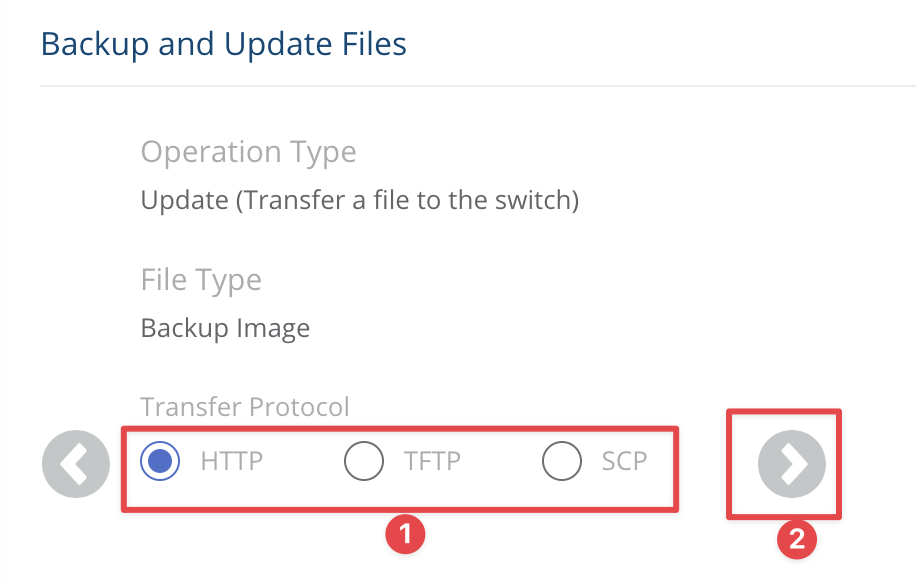 Backup and Update Files
Operation Type
Update (Transfer a file to the switch)
File Type
Backup Image
Transfer Protocol
HTTP TFTP SCP
1
2